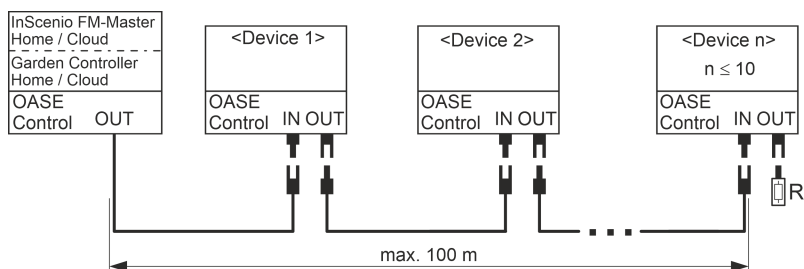 InScenio FM-Master
Home / Cloud
Garden Controller
Home / Cloud
OASE
Control OUT
<Device 1>
OASE
Control IN OUT
<Device 2>
OASE
Control IN OUT
<Device n>
n ≤ 10
OASE
Control IN OUT
R
max. 100 m